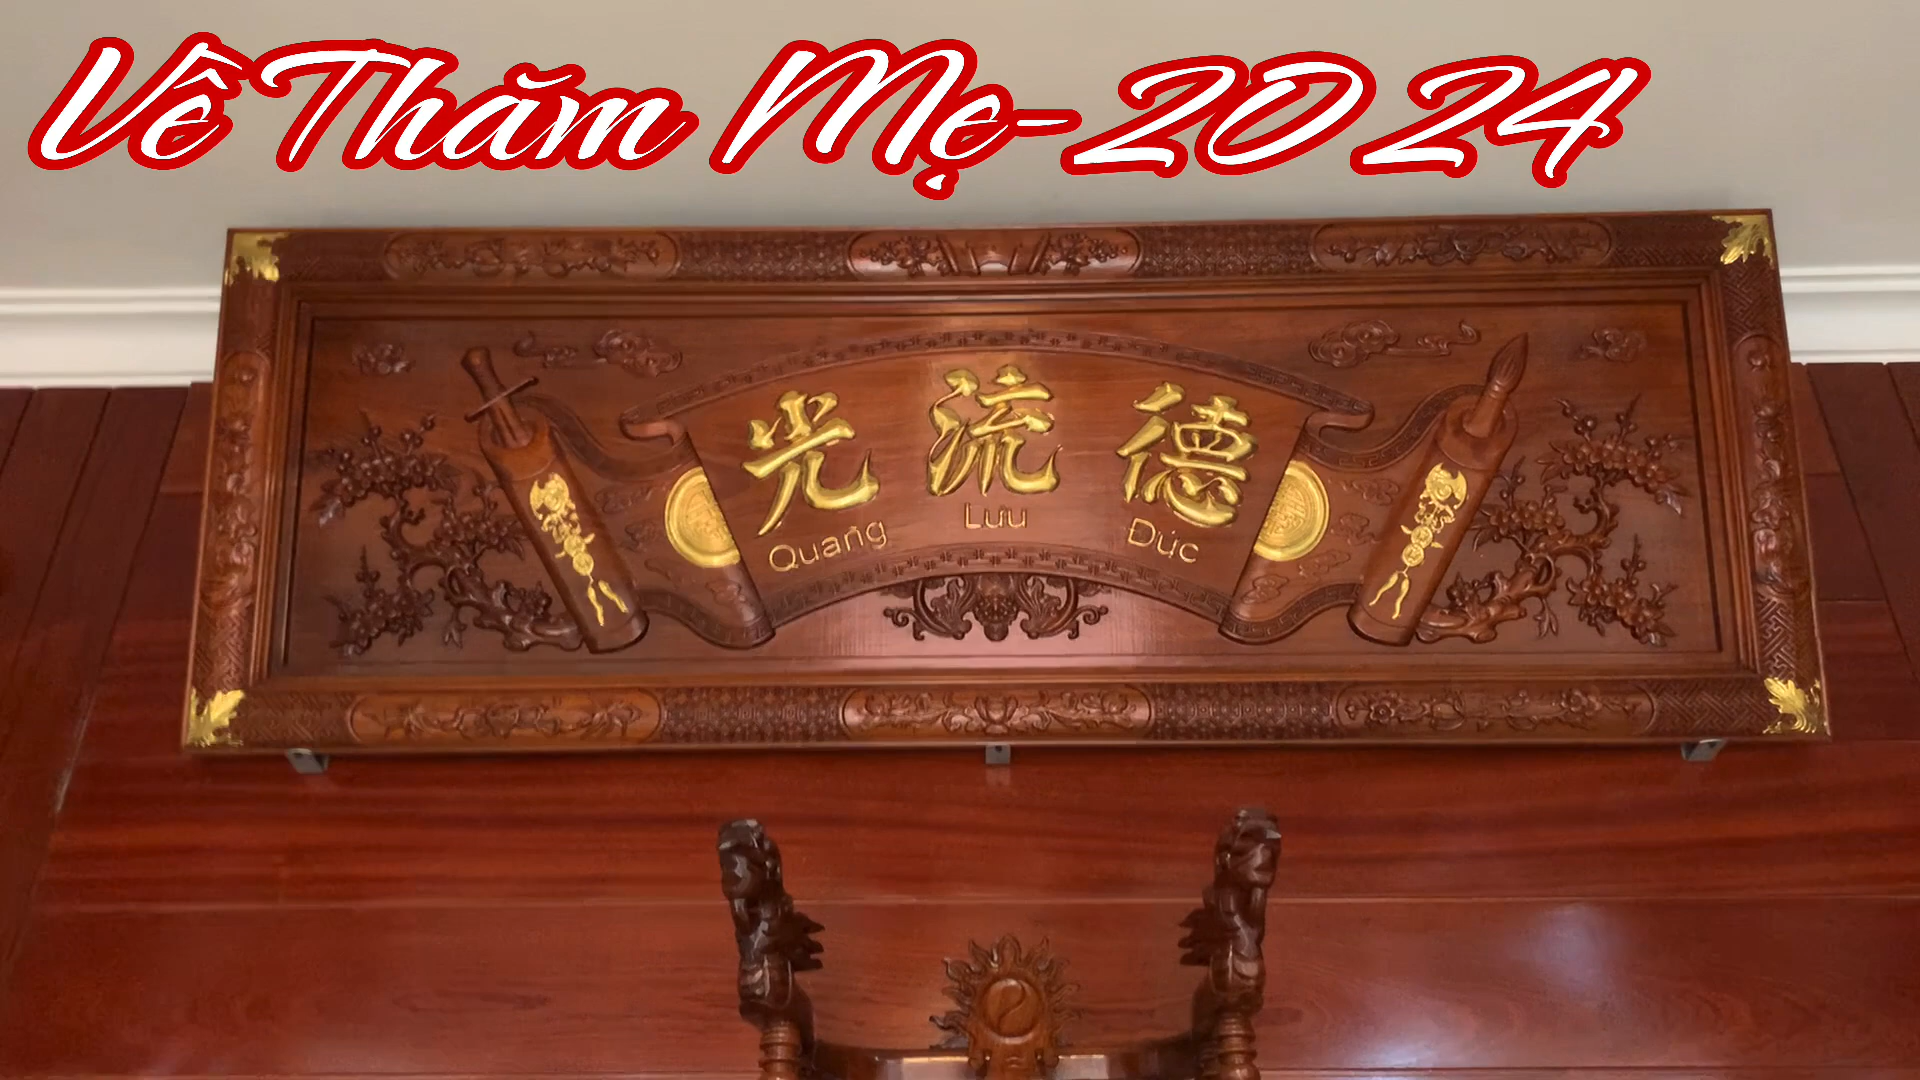 Về Thăm Mẹ-2024
光 流 德
Quang Lưu Đức